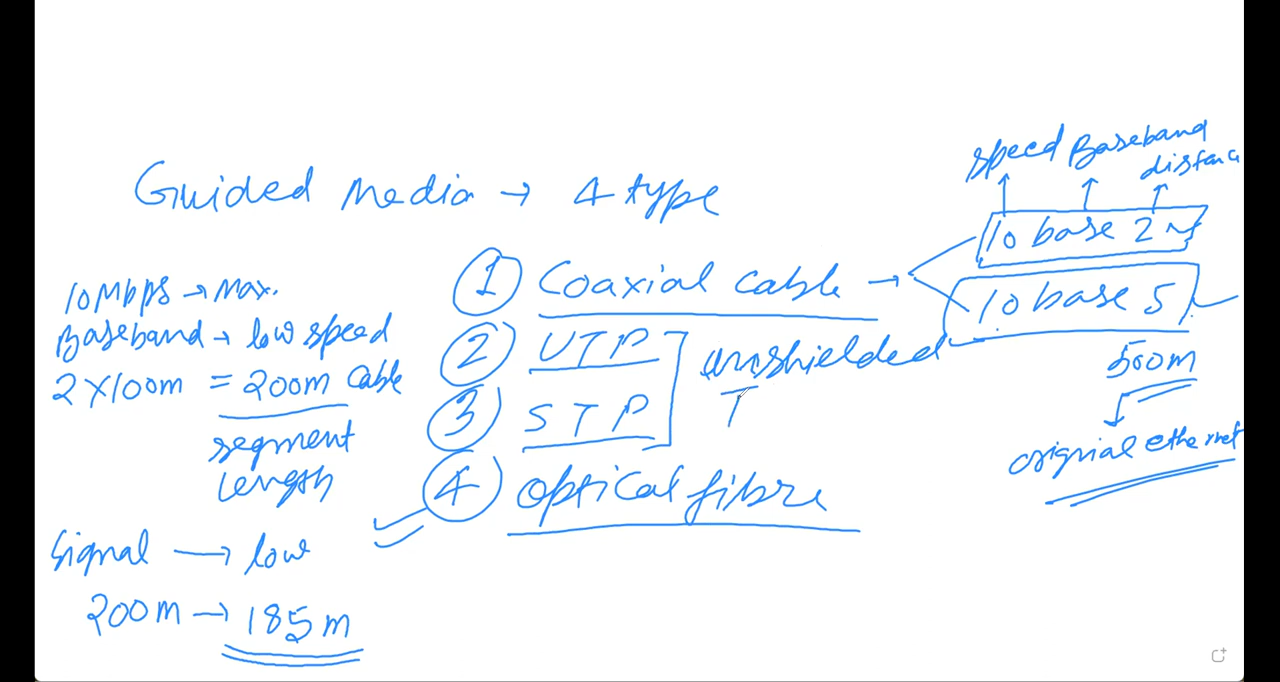 speed Baseband
distanc
Guided Media → 4 type
10 base 2
① Coaxial cable →
10 base 5
10Mbps → Max.
Baseband → low speed
2 x 100m = 200m Cable
segment
length
② UTP unshielded
③ STP T
500m
orignial ethernet
④ optical fibre
Signal → low
200m → 185m